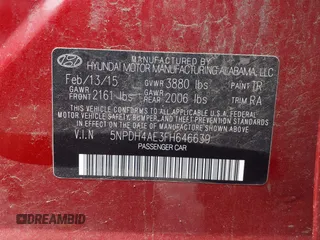 MANUFACTURED BY
HYUNDAI MOTOR MANUFACTURING ALABAMA, LLC
Feb/13/15 GVWR 3880 lbs PAINT TR
GAWR FRONT 2161 lbs GAWR REAR 2006 lbs TRIM RA
THIS VEHICLE CONFORMS TO ALL APPLICABLE
FEDERAL MOTOR VEHICLE SAFETY, BUMPER, AND
THEFT PREVENTION STANDARDS IN EFFECT ON THE
DATE OF MANUFACTURE SHOWN ABOVE.
V.I.N 5NPDH4AE3FH646639
PASSENGER CAR
DREAMBID